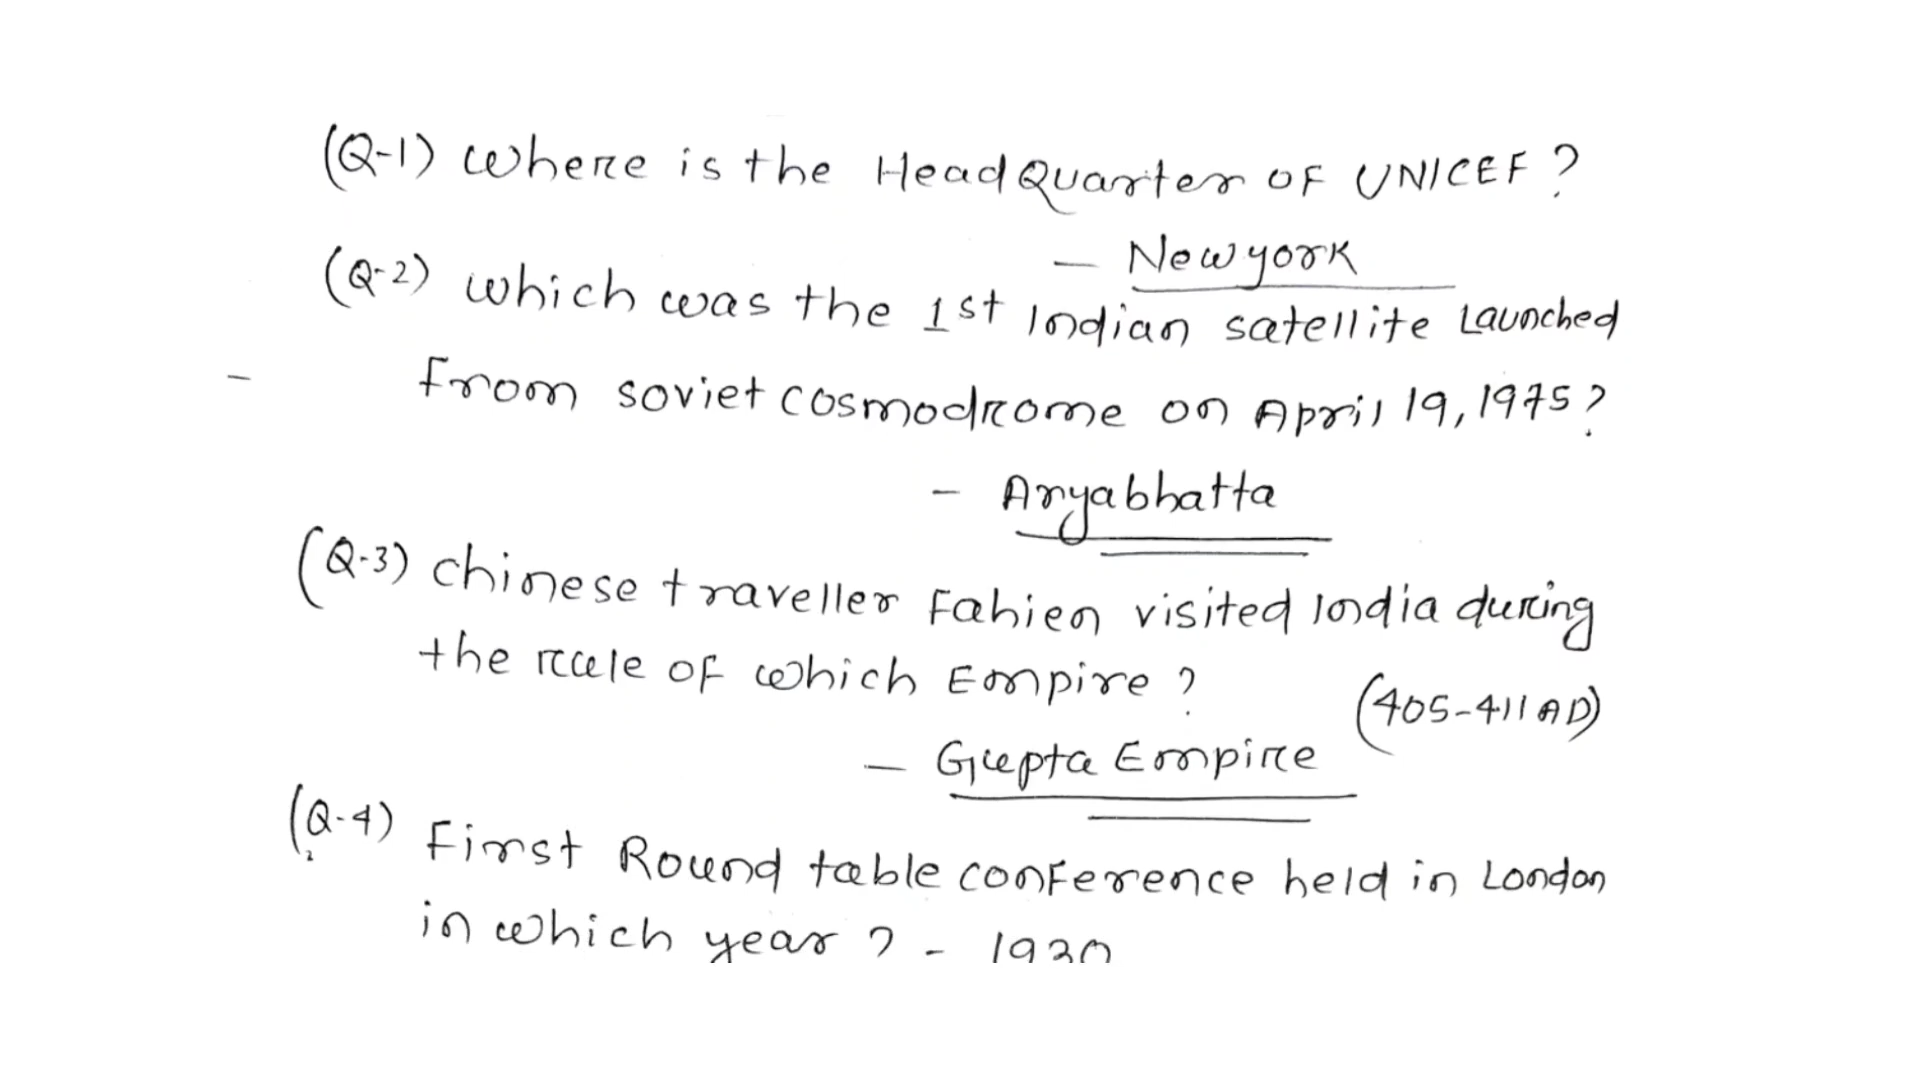 (Q-1) where is the HeadQuarter OF UNICEF ?
- Newyork
(Q-2) which was the 1st Indian satellite Launched
From soviet cosmodrome on April 19, 1975 ?
- Aryabhatta
(Q-3) chinese traveller Fahien visited India during
the rule of which Empire ?
(405-411 AD)
- Gupta Empire
(Q-4) First Round table conference held in London
in which year ? - 1930